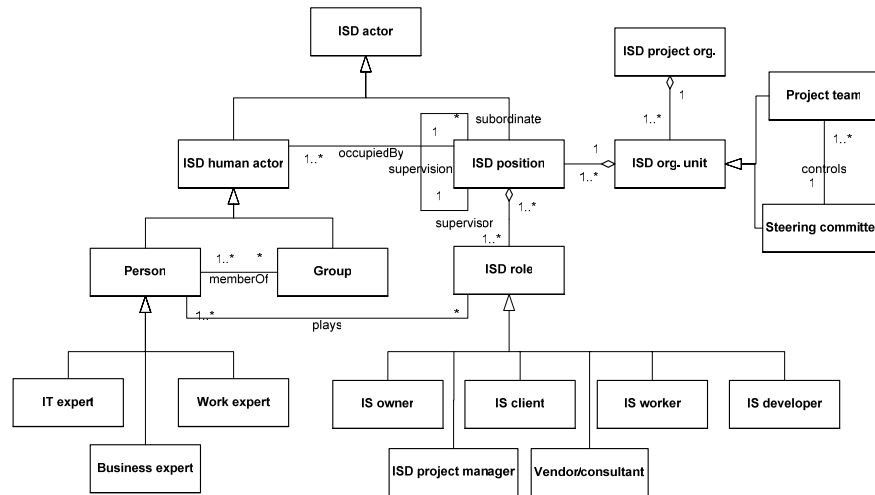 ISD actor
ISD project org.
1
1..*
Project team
1..*
controls
1
Steering committe
ISD human actor
1..*
occupiedBy
*
subordinate
1
ISD position
supervision
1
supervisor
1
1..*
ISD org. unit
1..*
1..*
Person
1..*
*
memberOf
Group
ISD role
1..*
*
plays
IT expert
Work expert
Business expert
IS owner
IS client
IS worker
IS developer
ISD project manager
Vendor/consultant